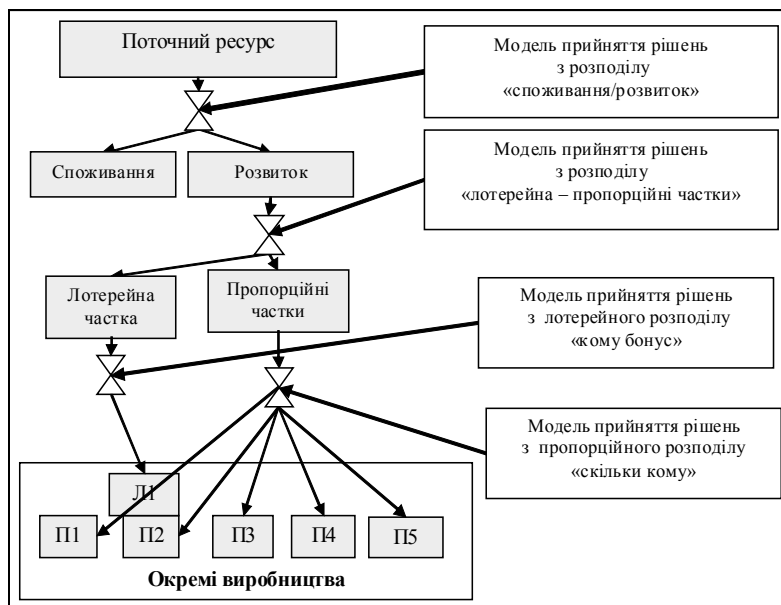 Поточний ресурс
Модель прийняття рішень
з розподілу
«споживання/розвиток»
Споживання
Розвиток
Модель прийняття рішень
з розподілу
«лотерейна – пропорційні частки»
Лотерейна
частка
Пропорційні
частки
Модель прийняття рішень
з лотерейного розподілу
«кому бонус»
Модель прийняття рішень
з пропорційного розподілу
«скільки кому»
Л1
П1
П2
П3
П4
П5
Окремі виробництва